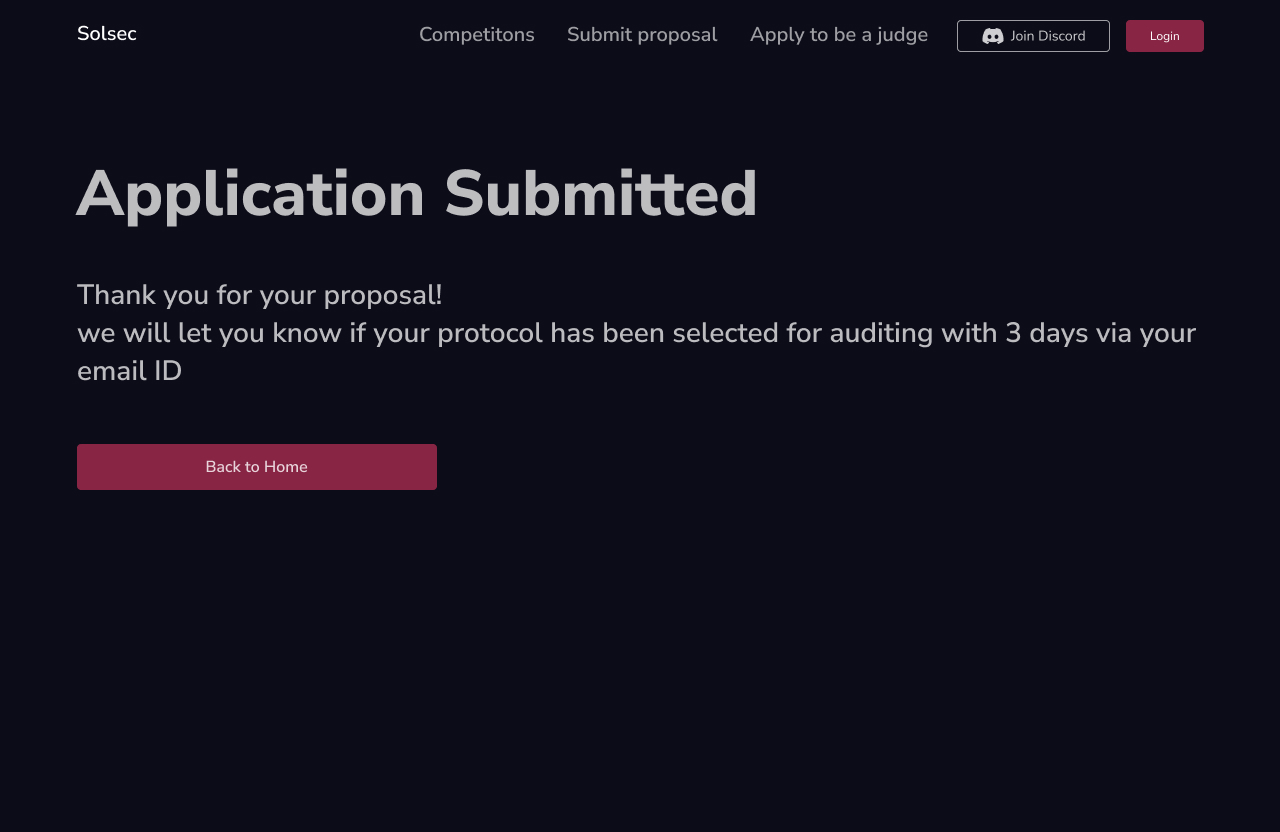 Solsec
Competitons
Submit proposal
Apply to be a judge
Join Discord
Login
Application Submitted
Thank you for your proposal!
we will let you know if your protocol has been selected for auditing with 3 days via your
email ID
Back to Home